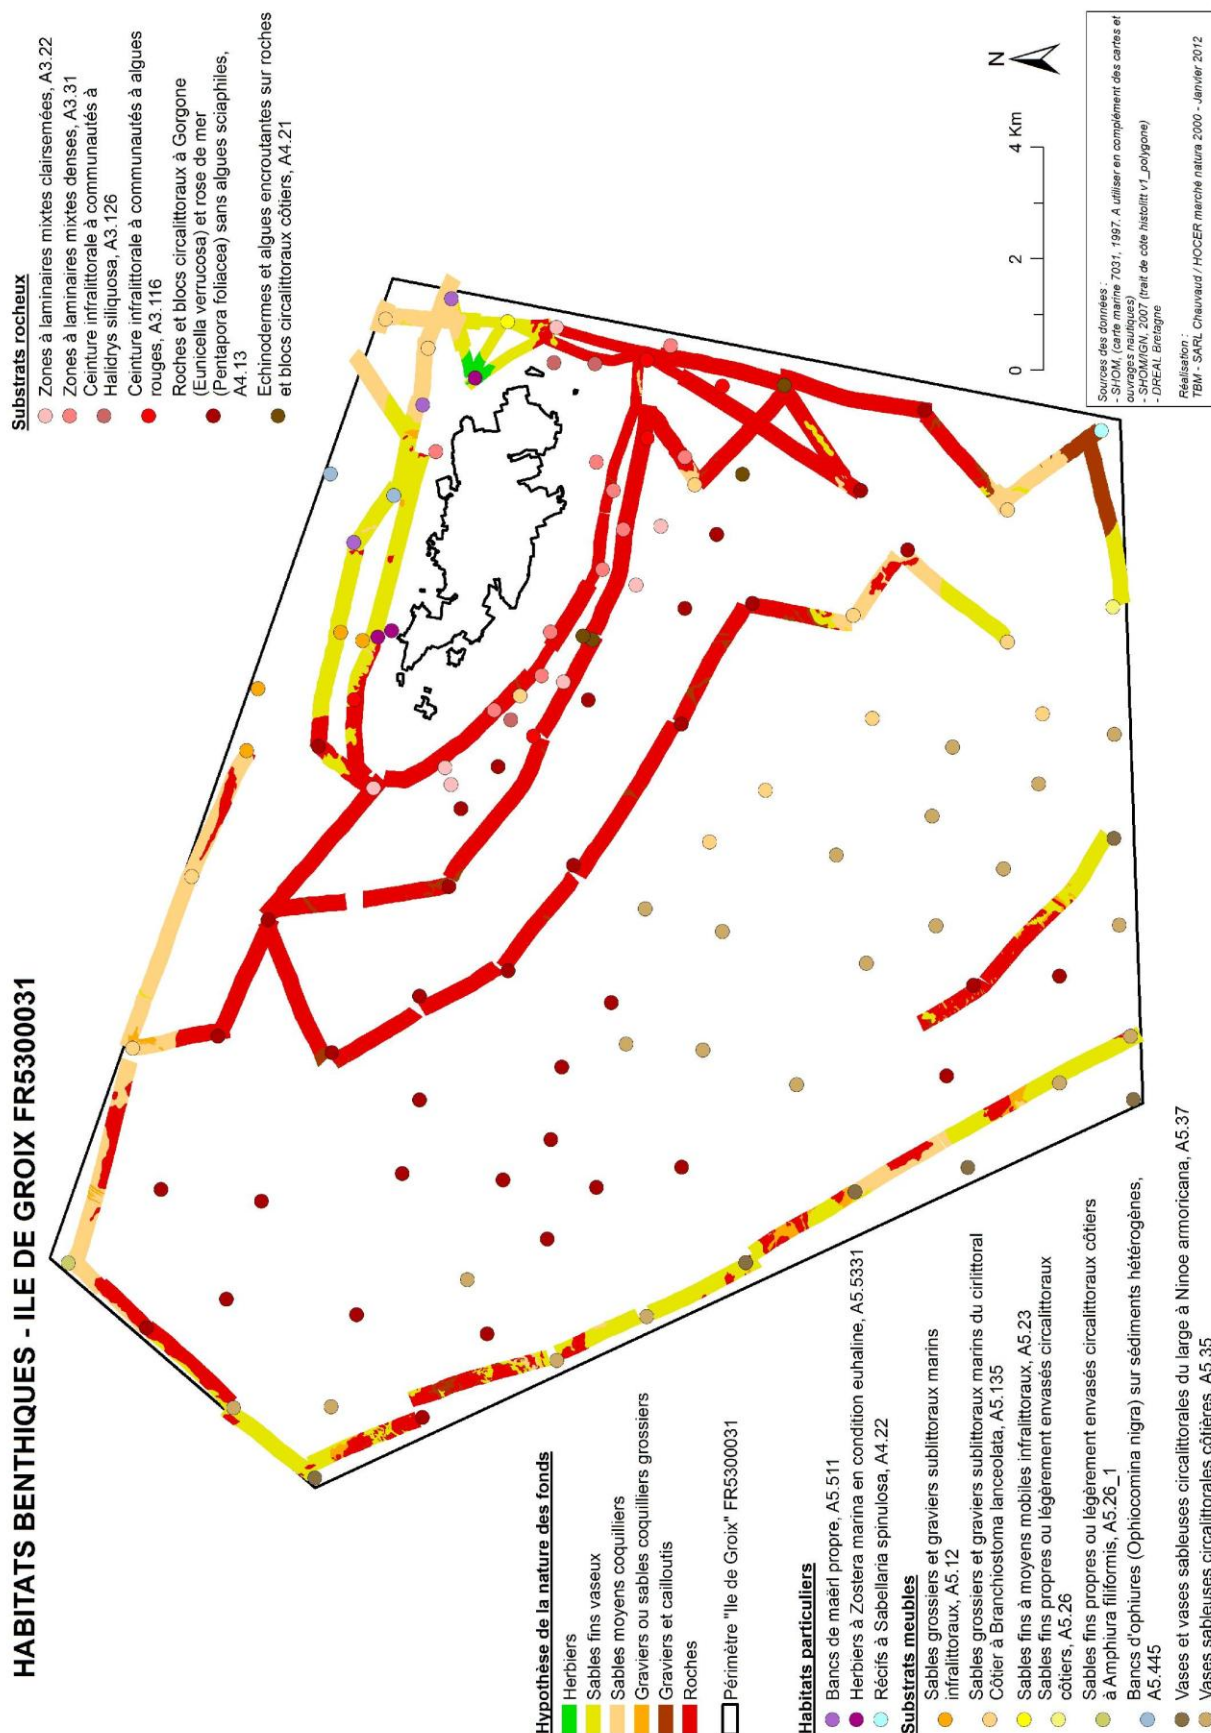 HABITATS BENTHIQUES - ILE DE GROIX FR5300031
Substrats rocheux
Zones à laminaires mixtes clairsemées, A3.22
Zones à laminaires mixtes denses, A3.31
Ceinture infralittorale à communautés à
Halidrys siliquosa, A3.126
Ceinture infralittorale à communautés à algues
rouges, A3.116
Roches et blocs circalittoraux à Gorgone
(Eunicella verrucosa) et rose de mer
(Pentapora foliacea) sans algues sciaphiles,
A4.13
Echinodermes et algues encroutantes sur roches
et blocs circalittoraux côtiers, A4.21
N
0 2 4 Km
Hypothèse de la nature des fonds
Herbiers
Sables fins vaseux
Sables moyens coquilliers
Graviers ou sables coquilliers grossiers
Graviers et cailloutis
Roches
Périmètre "Ile de Groix" FR5300031
Habitats particuliers
Bancs de maërl propre, A5.511
Herbiers à Zostera marina en condition euhaline, A5.5331
Récifs à Sabellaria spinulosa, A4.22
Substrats meubles
Sables grossiers et graviers sublittoraux marins
infralittoraux, A5.12
Sables grossiers et graviers sublittoraux marins du cirlittoral
Côtier à Branchiostoma lanceolata, A5.135
Sables fins à moyens mobiles infralittoraux, A5.23
Sables fins propres ou légèrement envasés circalittoraux
côtiers, A5.26
Sables fins propres ou légèrement envasés circalittoraux côtiers
à Amphiura filiformis, A5.26_1
Bancs d'ophiures (Ophiocomina nigra) sur sédiments hétérogènes,
A5.445
Vases et vases sableuses circalittorales du large à Ninoe armoricana, A5.37
Vases sableuses circalittorales côtières, A5.35
Sources des données :
- SHOM, (carte marine 7031, 1997. A utiliser en complément des cartes et
ouvrages nautiques)
- SHOM/IGN, 2007 (trait de côte histolitt v1_polygone)
- DREAL Bretagne
Réalisation :
TBM - SARL Chauvaud / HOCER marché natura 2000 - Janvier 2012